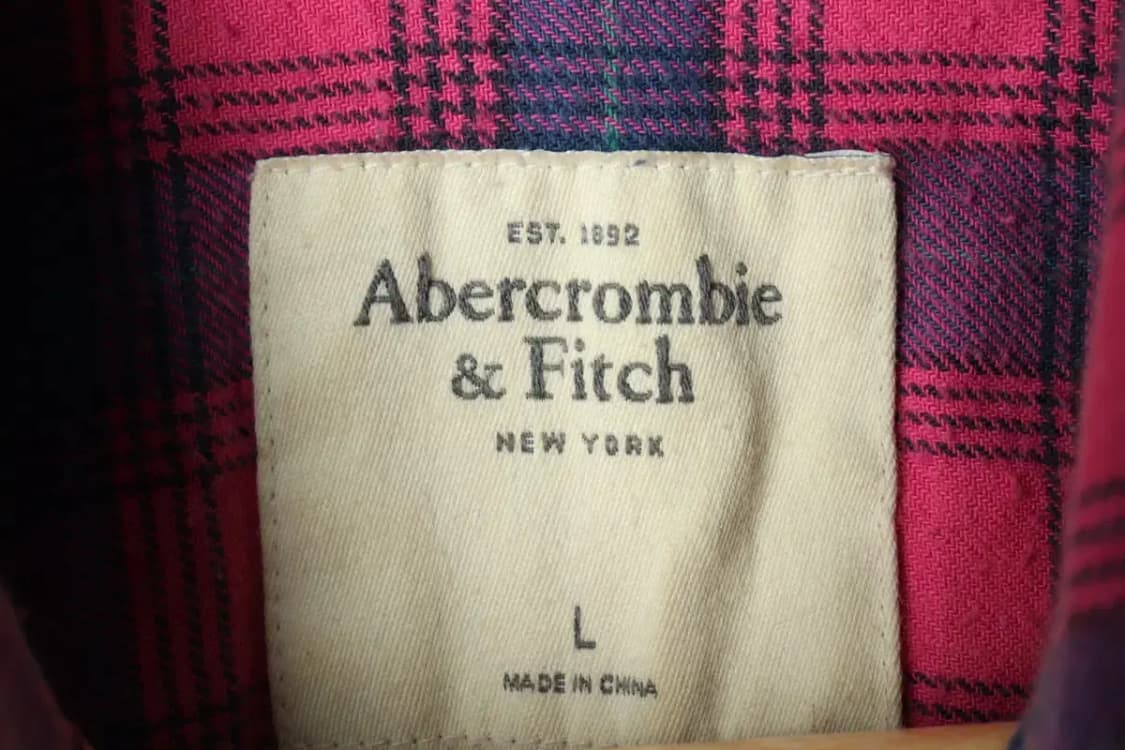 EST. 1892
Abercrombie
& Fitch
NEW YORK
L
MADE IN CHINA